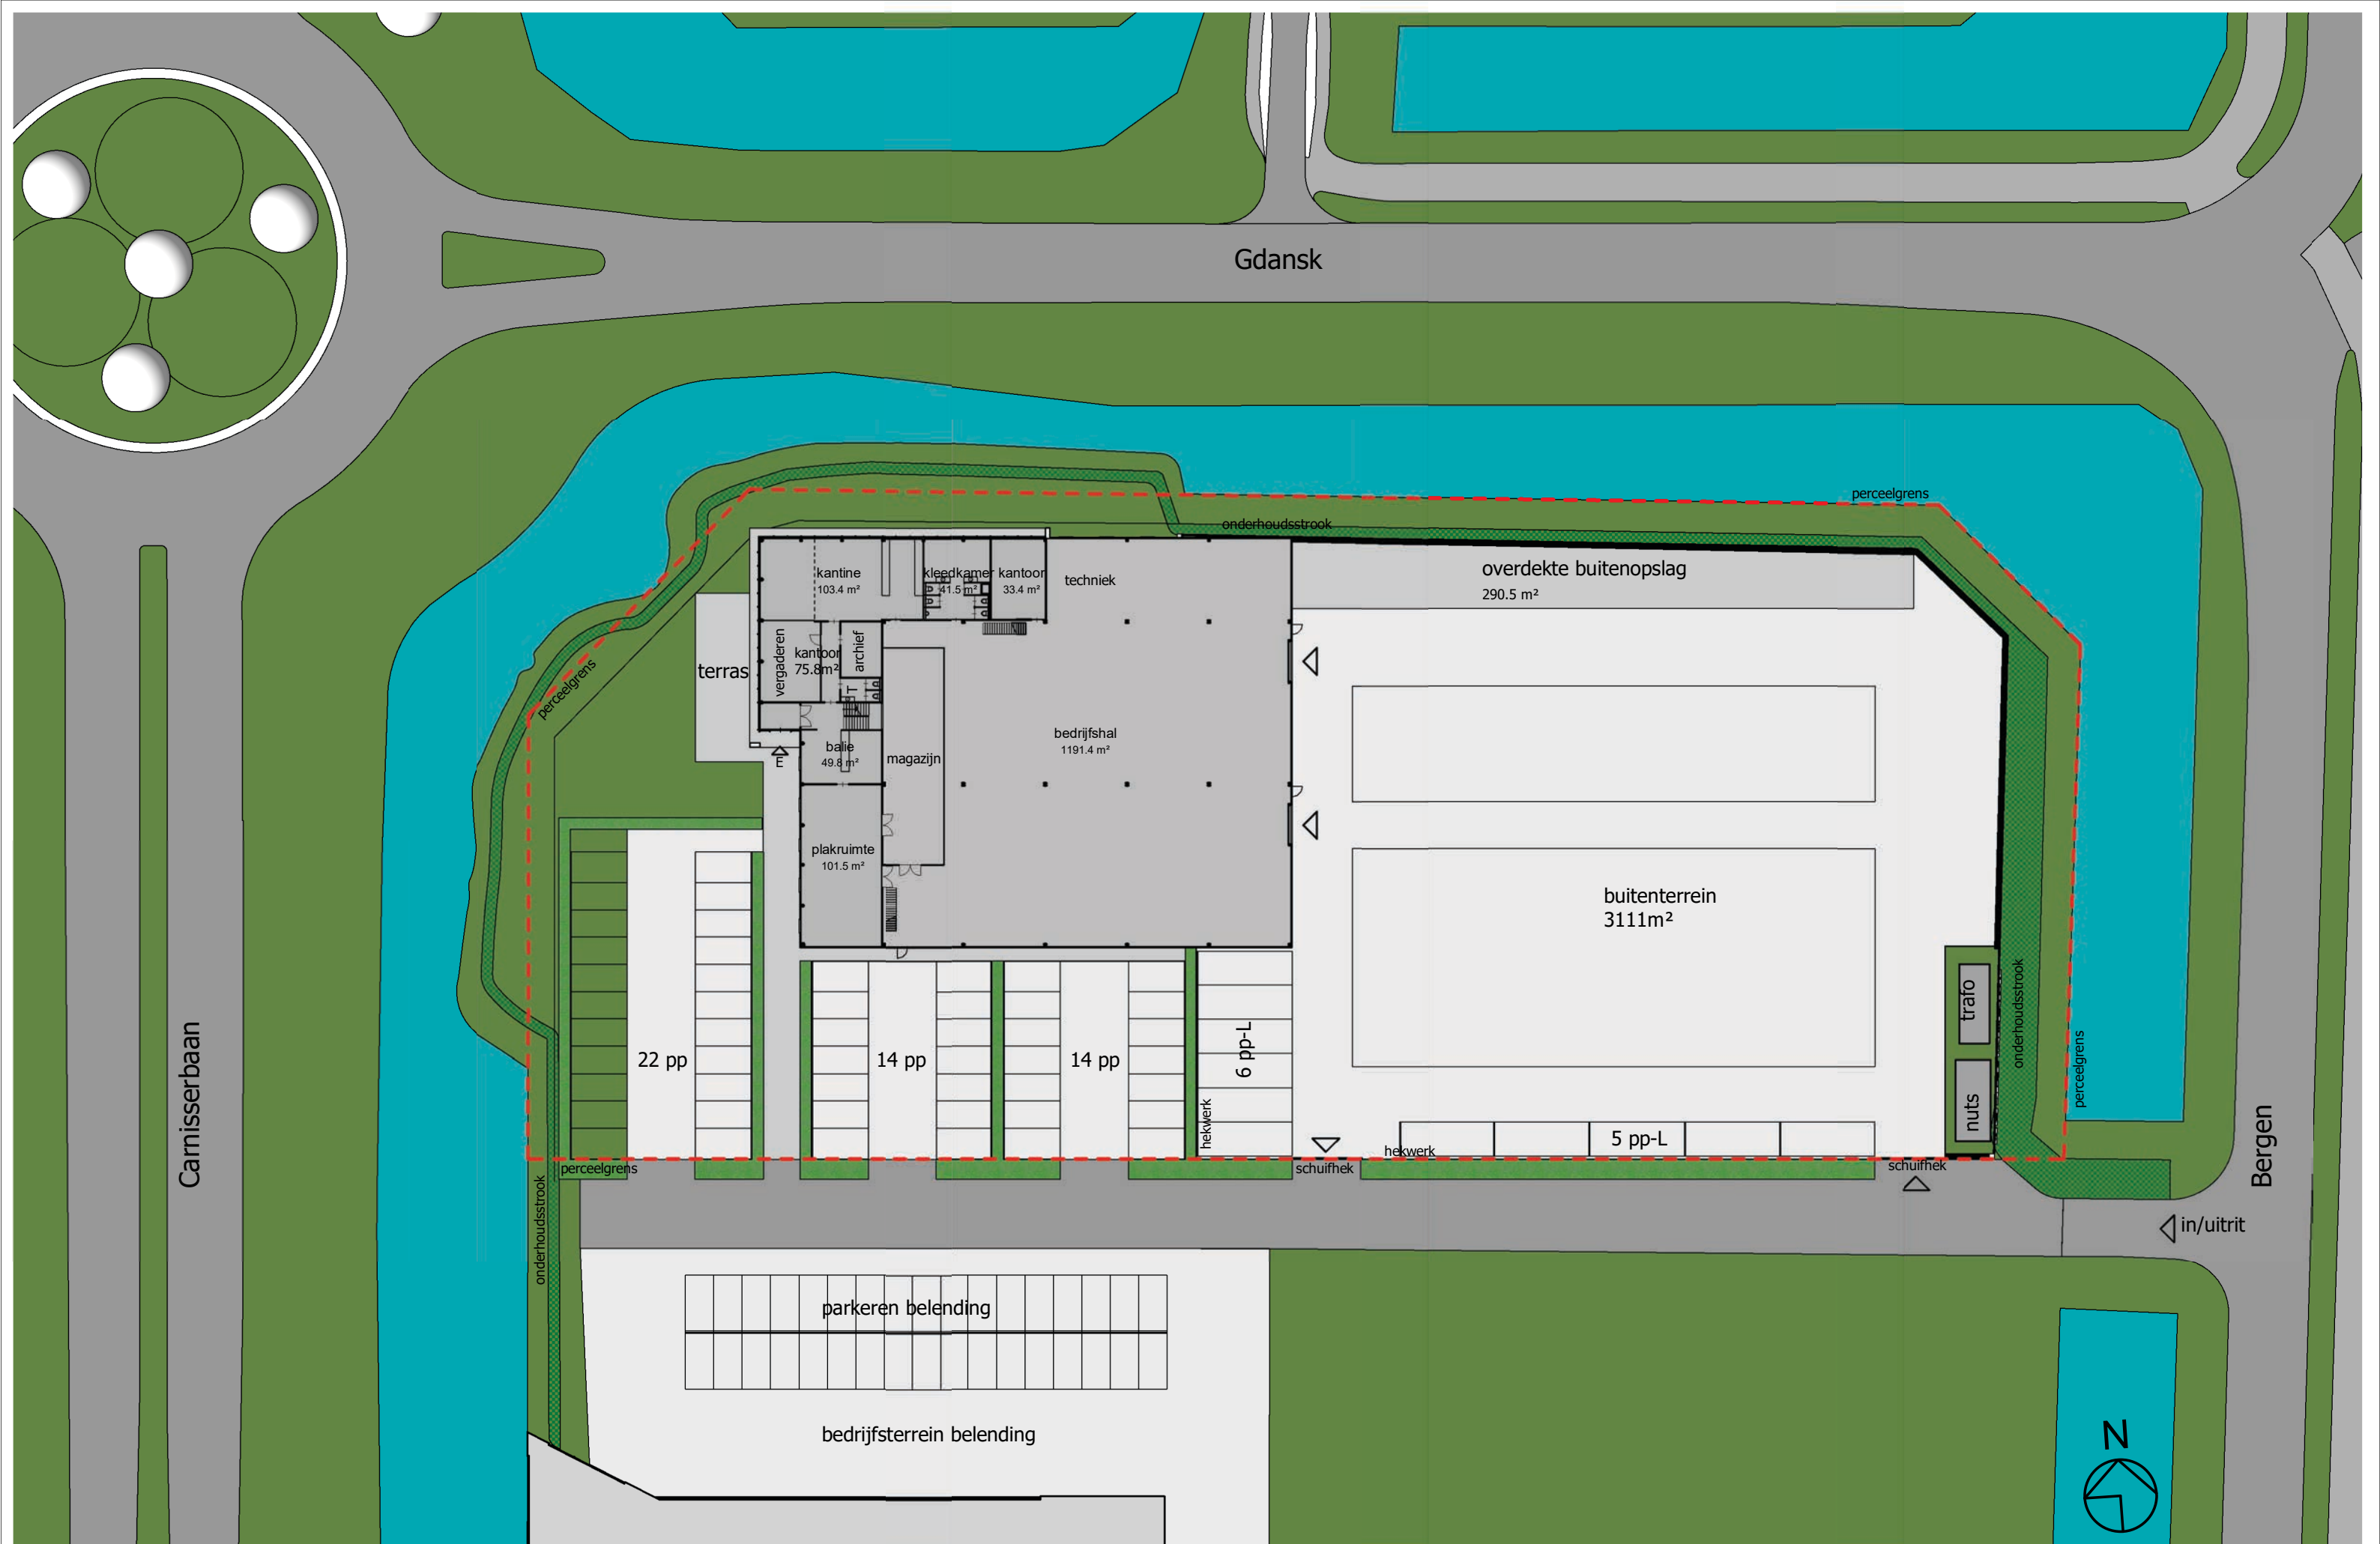 Gdansk
perceelgrens
onderhoudsstrook
kantine
103.4 m²
kleedkamer
41.5 m²
kantoor
33.4 m²
techniek
overdekte buitenopslag
290.5 m²
terras
vergaderen
kantoor
75.8m²
archief
T
perceelgrens
bedrijfshal
1191.4 m²
balie
49.8 m²
magazijn
E
plakruimte
101.5 m²
buitenterrein
3111m²
trafo
nuts
onderhoudsstrook
perceelgrens
22 pp
14 pp
14 pp
6 pp-L
hekwerk
5 pp-L
hekwerk
schuifhek
schuifhek
perceelgrens
onderhoudsstrook
Carnisserbaan
Bergen
in/uitrit
parkeren belending
bedrijfsterrein belending
N